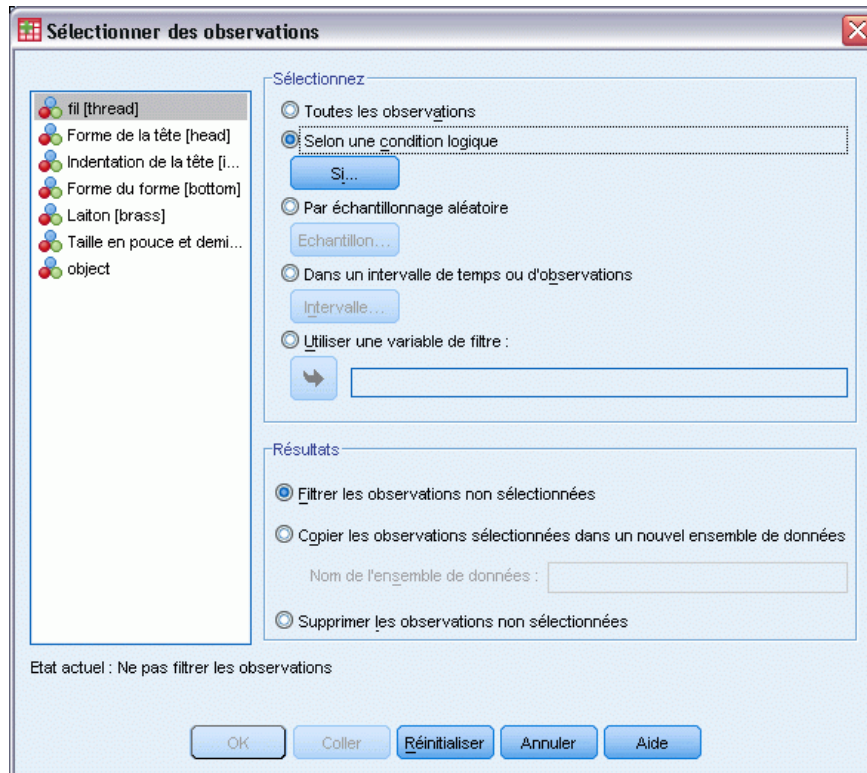 Sélectionner des observations
fil [thread]
Forme de la tête [head]
Indentation de la tête [i...
Forme du forme [bottom]
Laiton [brass]
Taille en pouce et demi...
object
Sélectionnez
Toutes les observations
Selon une condition logique
Si...
Par échantillonnage aléatoire
Echantillon...
Dans un intervalle de temps ou d'observations
Intervalle...
Utiliser une variable de filtre :
Résultats
Filtrer les observations non sélectionnées
Copier les observations sélectionnées dans un nouvel ensemble de données
Nom de l'ensemble de données :
Supprimer les observations non sélectionnées
Etat actuel : Ne pas filtrer les observations
OK Coller Réinitialiser Annuler Aide